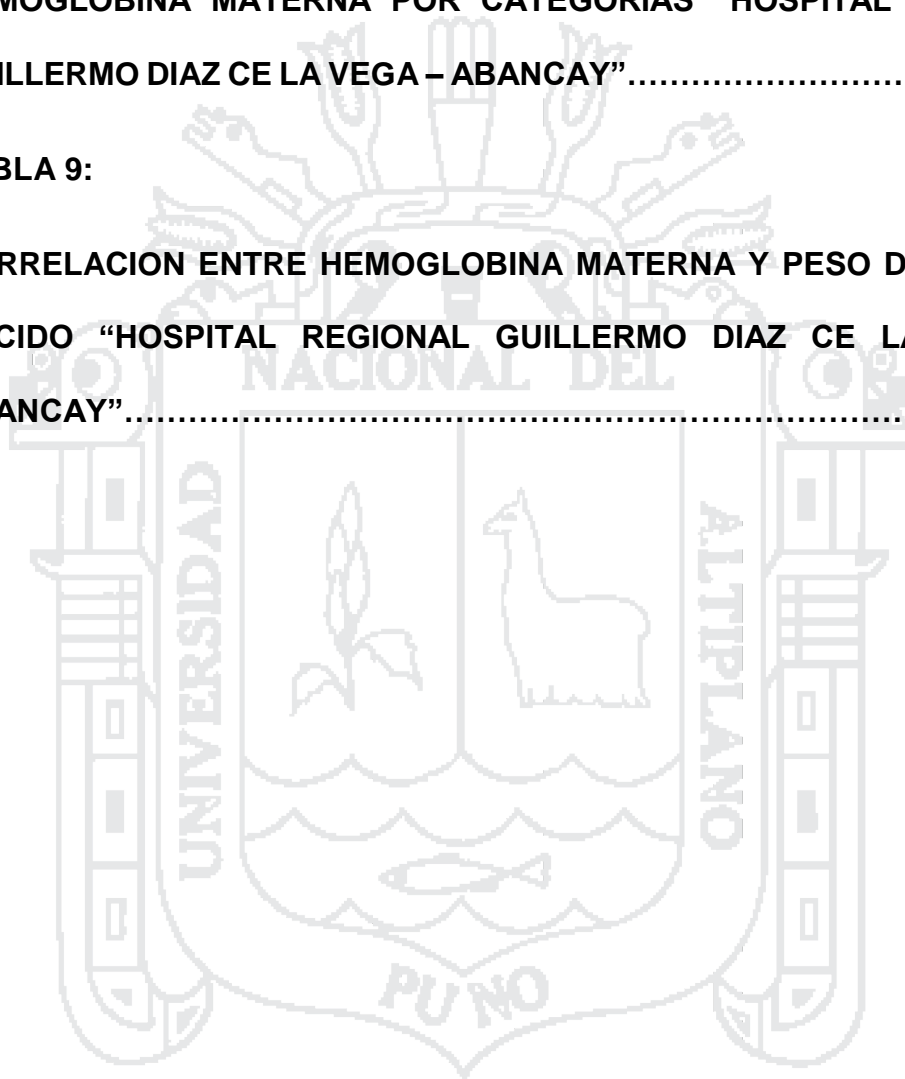 MOGLOBINA MATERNA POR CATEGORIAS “HOSPITAL
ILLERMO DIAZ CE LA VEGA – ABANCAY”……………………….
BLA 9:
RRELACION ENTRE HEMOGLOBINA MATERNA Y PESO D
CIDO “HOSPITAL REGIONAL GUILLERMO DIAZ CE LA
ANCAY”……………………………………………………………………….
NACIONAL DEL
UNIVERSIDAD
ALTIPLANO
PUNO